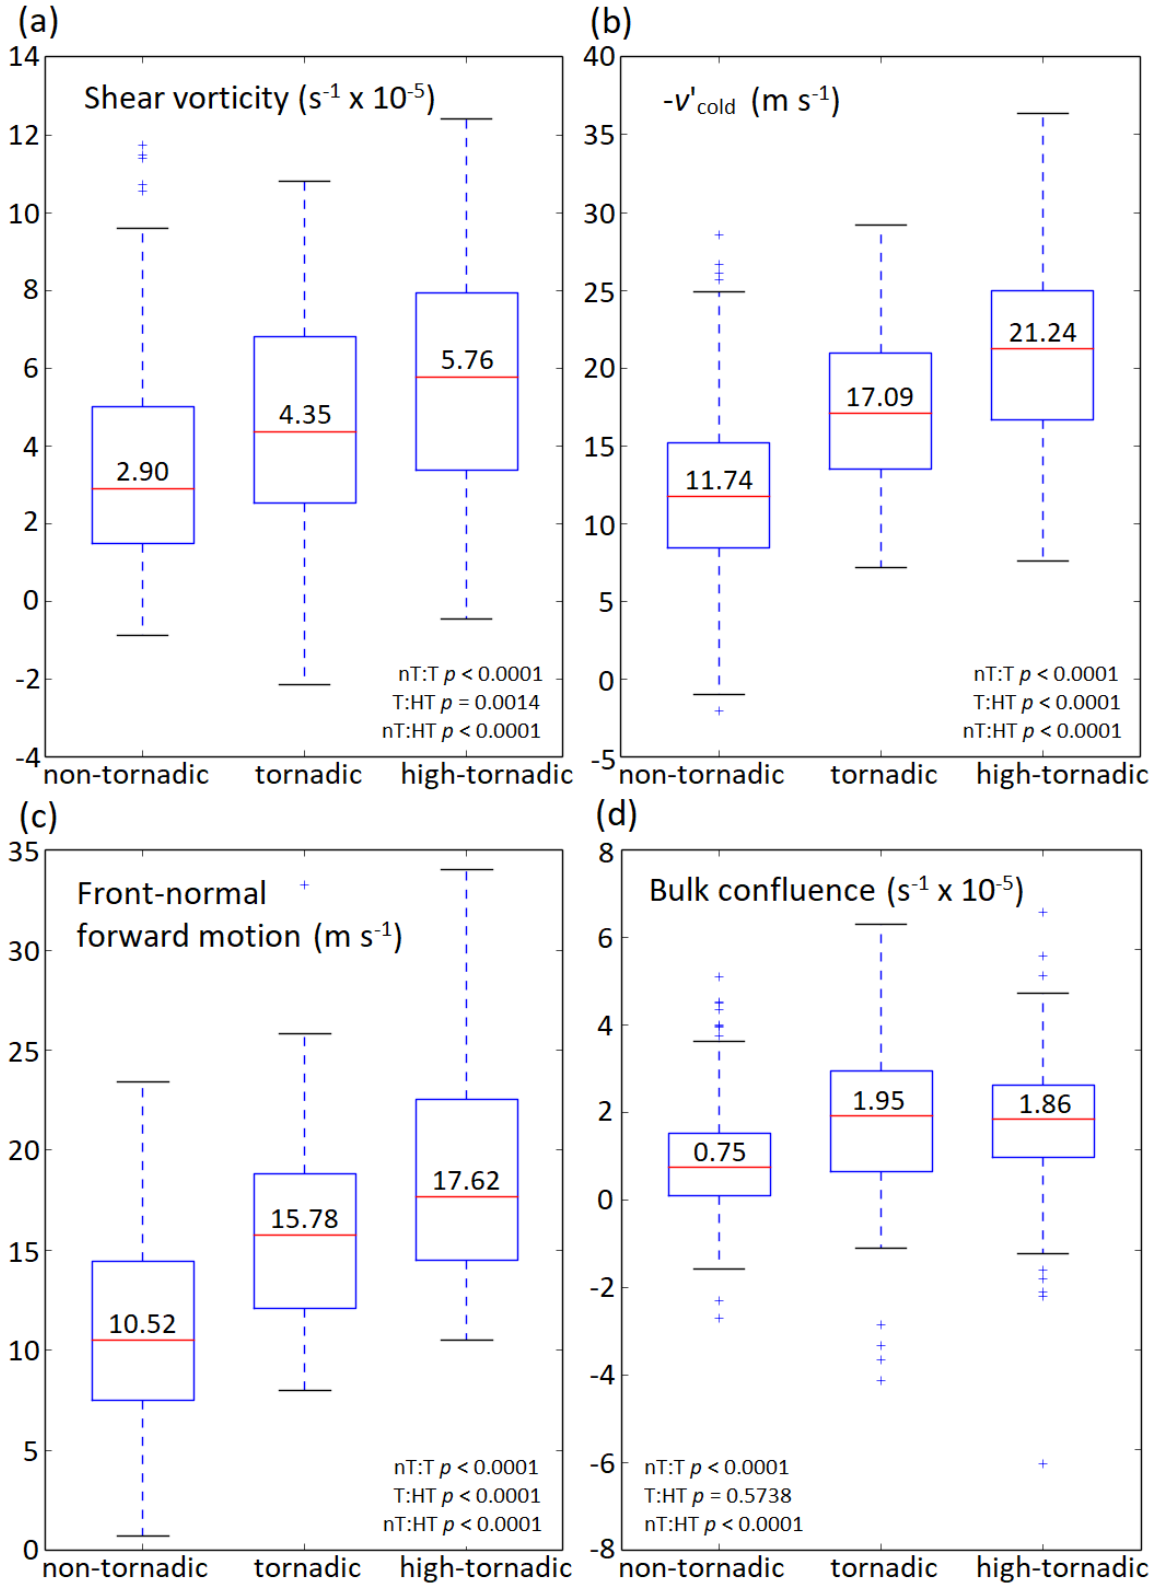 (a)
Shear vorticity (s⁻¹ x 10⁻⁵)
14
12
10
8
6
4
2
0
-2
-4
2.90
4.35
5.76
nT:T p < 0.0001
T:HT p = 0.0014
nT:HT p < 0.0001
non-tornadic tornadic high-tornadic
(b)
-v'cold (m s⁻¹)
40
35
30
25
20
15
10
5
0
-5
11.74
17.09
21.24
nT:T p < 0.0001
T:HT p < 0.0001
nT:HT p < 0.0001
non-tornadic tornadic high-tornadic
(c)
Front-normal
forward motion (m s⁻¹)
35
30
25
20
15
10
5
0
10.52
15.78
17.62
nT:T p < 0.0001
T:HT p < 0.0001
nT:HT p < 0.0001
non-tornadic tornadic high-tornadic
(d)
Bulk confluence (s⁻¹ x 10⁻⁵)
8
6
4
2
0
-2
-4
-6
-8
0.75
1.95
1.86
nT:T p < 0.0001
T:HT p = 0.5738
nT:HT p < 0.0001
non-tornadic tornadic high-tornadic